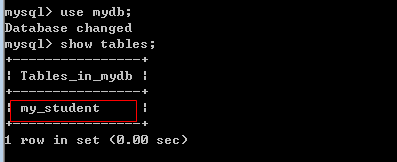 mysql> use mydb;
Database changed
mysql> show tables;
+----------------+
| Tables_in_mydb |
+----------------+
| my_student     |
+----------------+
1 row in set (0.00 sec)